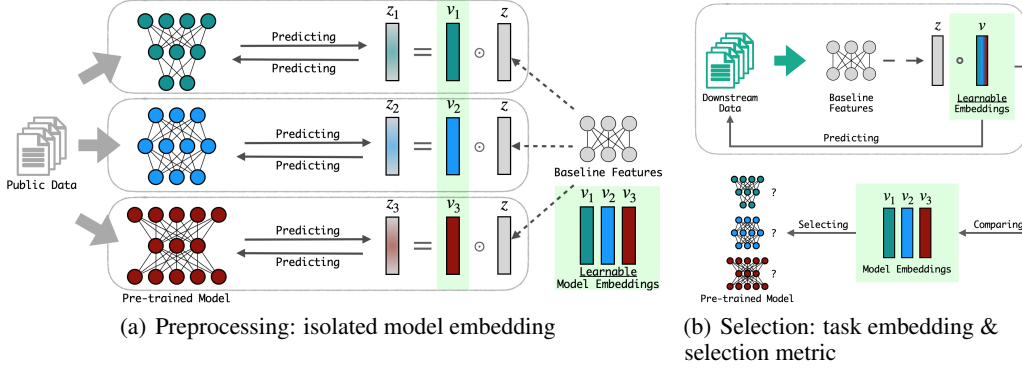 z1 v1 z
Predicting
Predicting
=
⊙
z2 v2 z
Predicting
Predicting
=
⊙
z3 v3 z
Predicting
Predicting
=
⊙
Public Data
Pre-trained Model
Baseline Features
v1 v2 v3
Learnable
Model Embeddings
(a) Preprocessing: isolated model embedding
z v
Downstream
Data
Baseline
Features
Learnable
Embeddings
Predicting
?
?
?
Pre-trained Model
Selecting
v1 v2 v3
Model Embeddings
Comparing
(b) Selection: task embedding &
selection metric